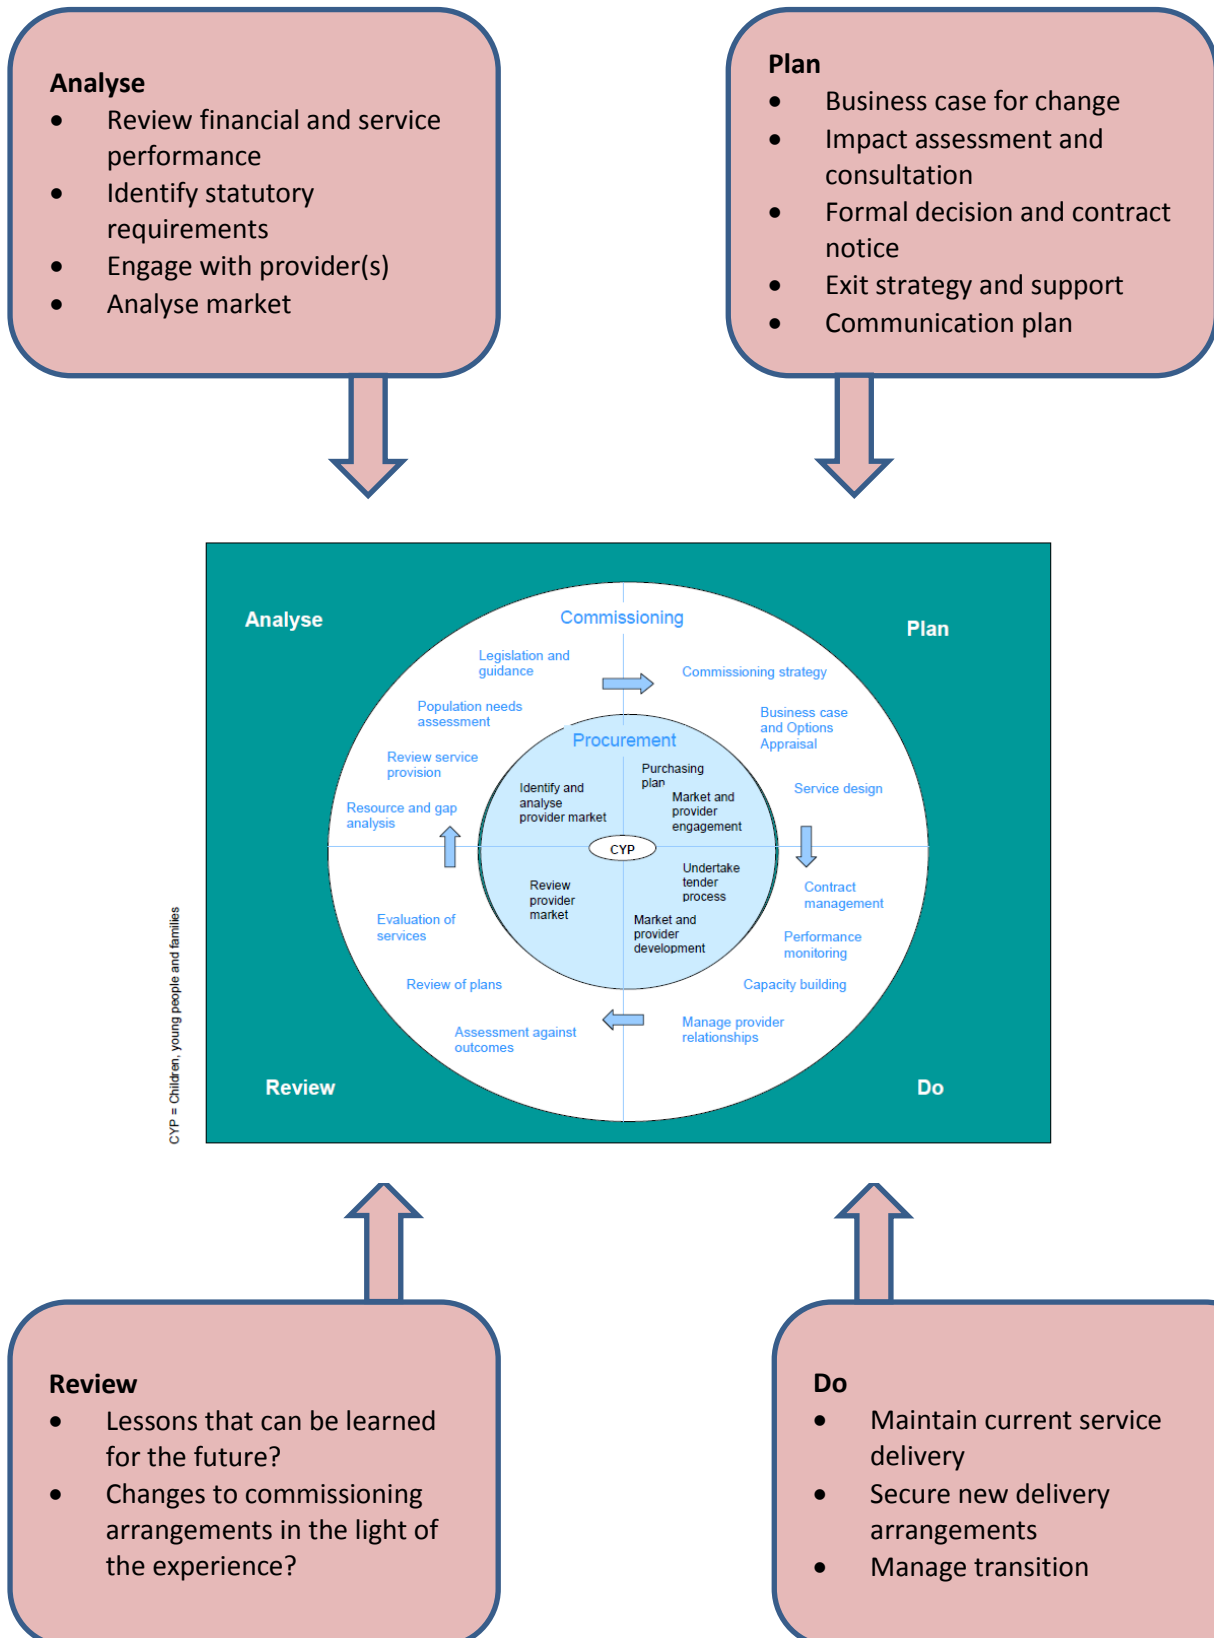 Analyse
• Review financial and service
performance
• Identify statutory
requirements
• Engage with provider(s)
• Analyse market
Plan
• Business case for change
• Impact assessment and
consultation
• Formal decision and contract
notice
• Exit strategy and support
• Communication plan
Analyse
Plan
Commissioning
Legislation and
guidance
Population needs
assessment
Review service
provision
Resource and gap
analysis
Commissioning strategy
Business case
and Options
Appraisal
Service design
Procurement
Identify and
analyse
provider market
Purchasing
plan
Market and
provider
engagement
CYP
Review
provider
market
Undertake
tender
process
Market and
provider
development
Contract
management
Performance
monitoring
Capacity building
Manage provider
relationships
Evaluation of
services
Review of plans
Assessment against
outcomes
Review
Do
CYP = Children, young people and families
Review
• Lessons that can be learned
for the future?
• Changes to commissioning
arrangements in the light of
the experience?
Do
• Maintain current service
delivery
• Secure new delivery
arrangements
• Manage transition